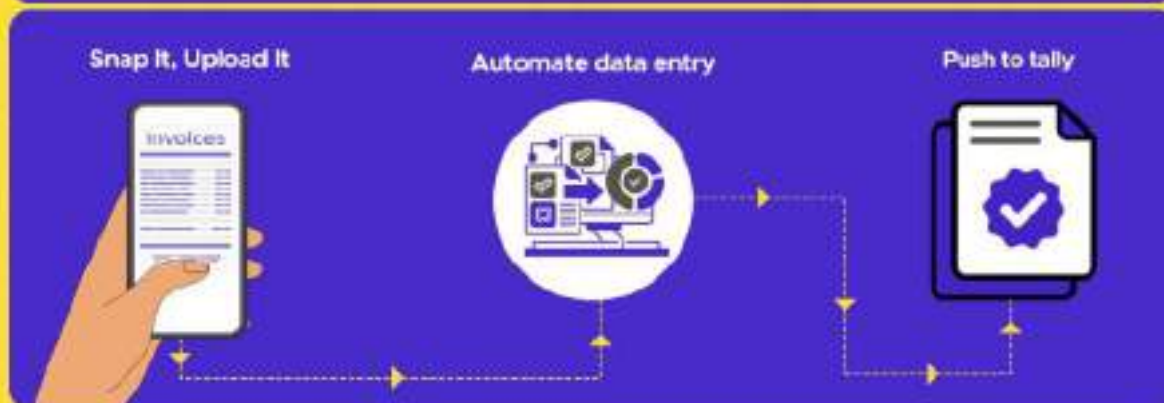 Snap It, Upload It
Automate data entry
Push to tally
Invoices